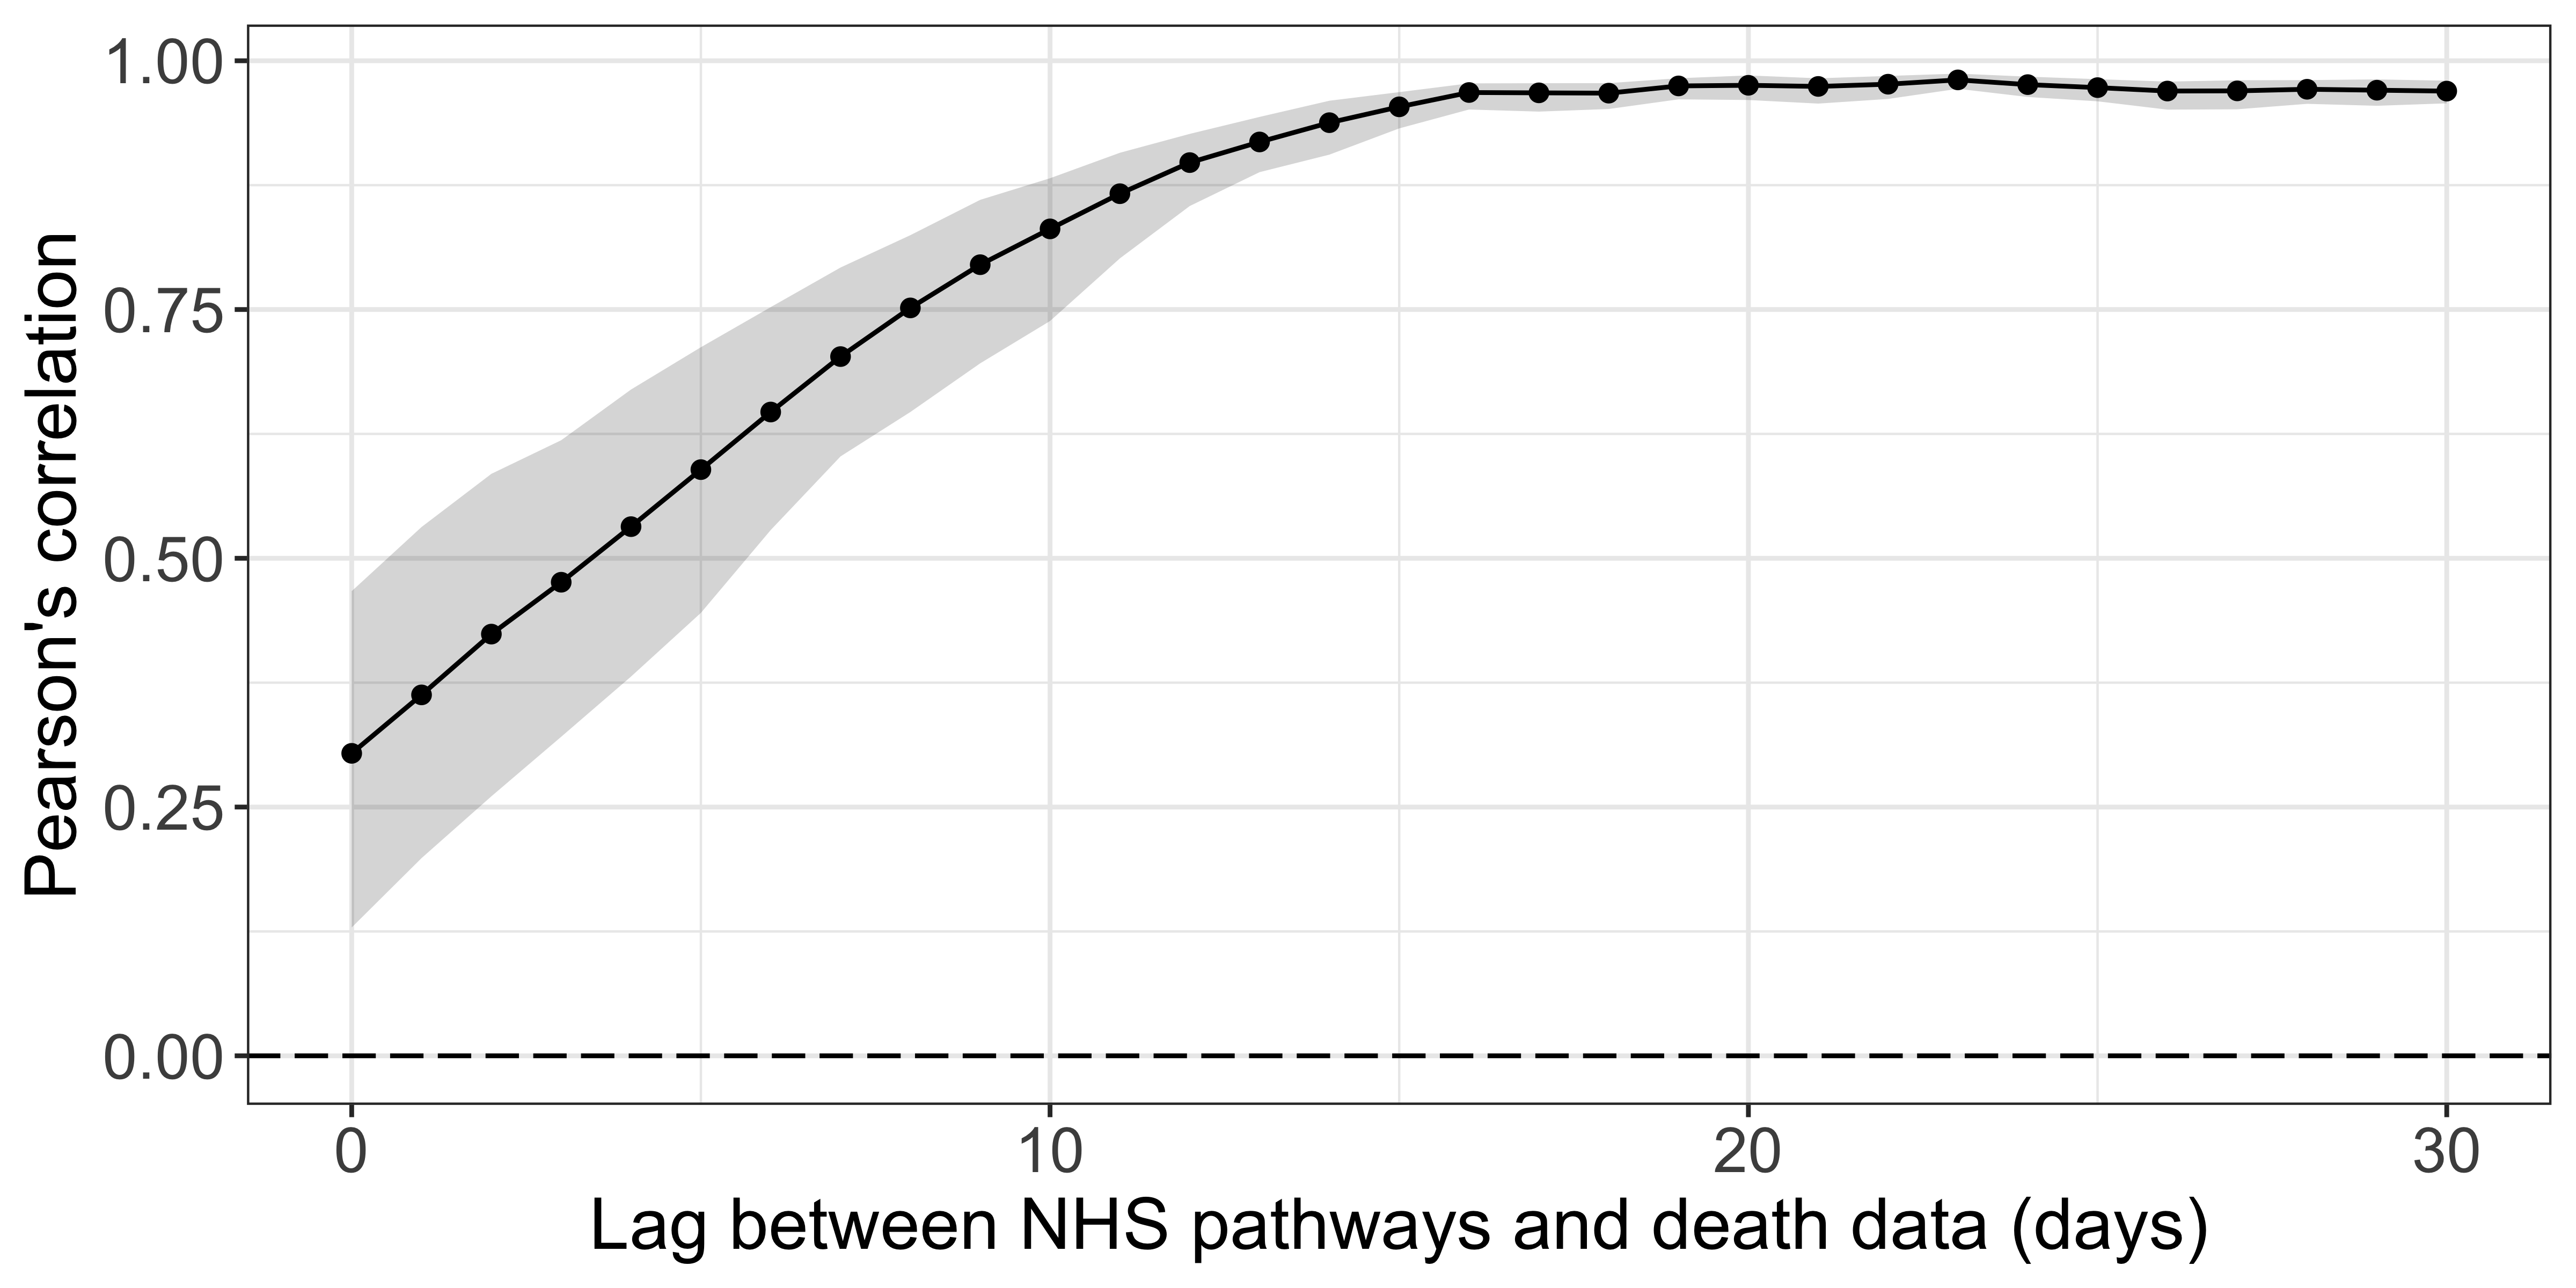 1.00
0.75
0.50
0.25
0.00
Pearson's correlation
0 10 20 30
Lag between NHS pathways and death data (days)